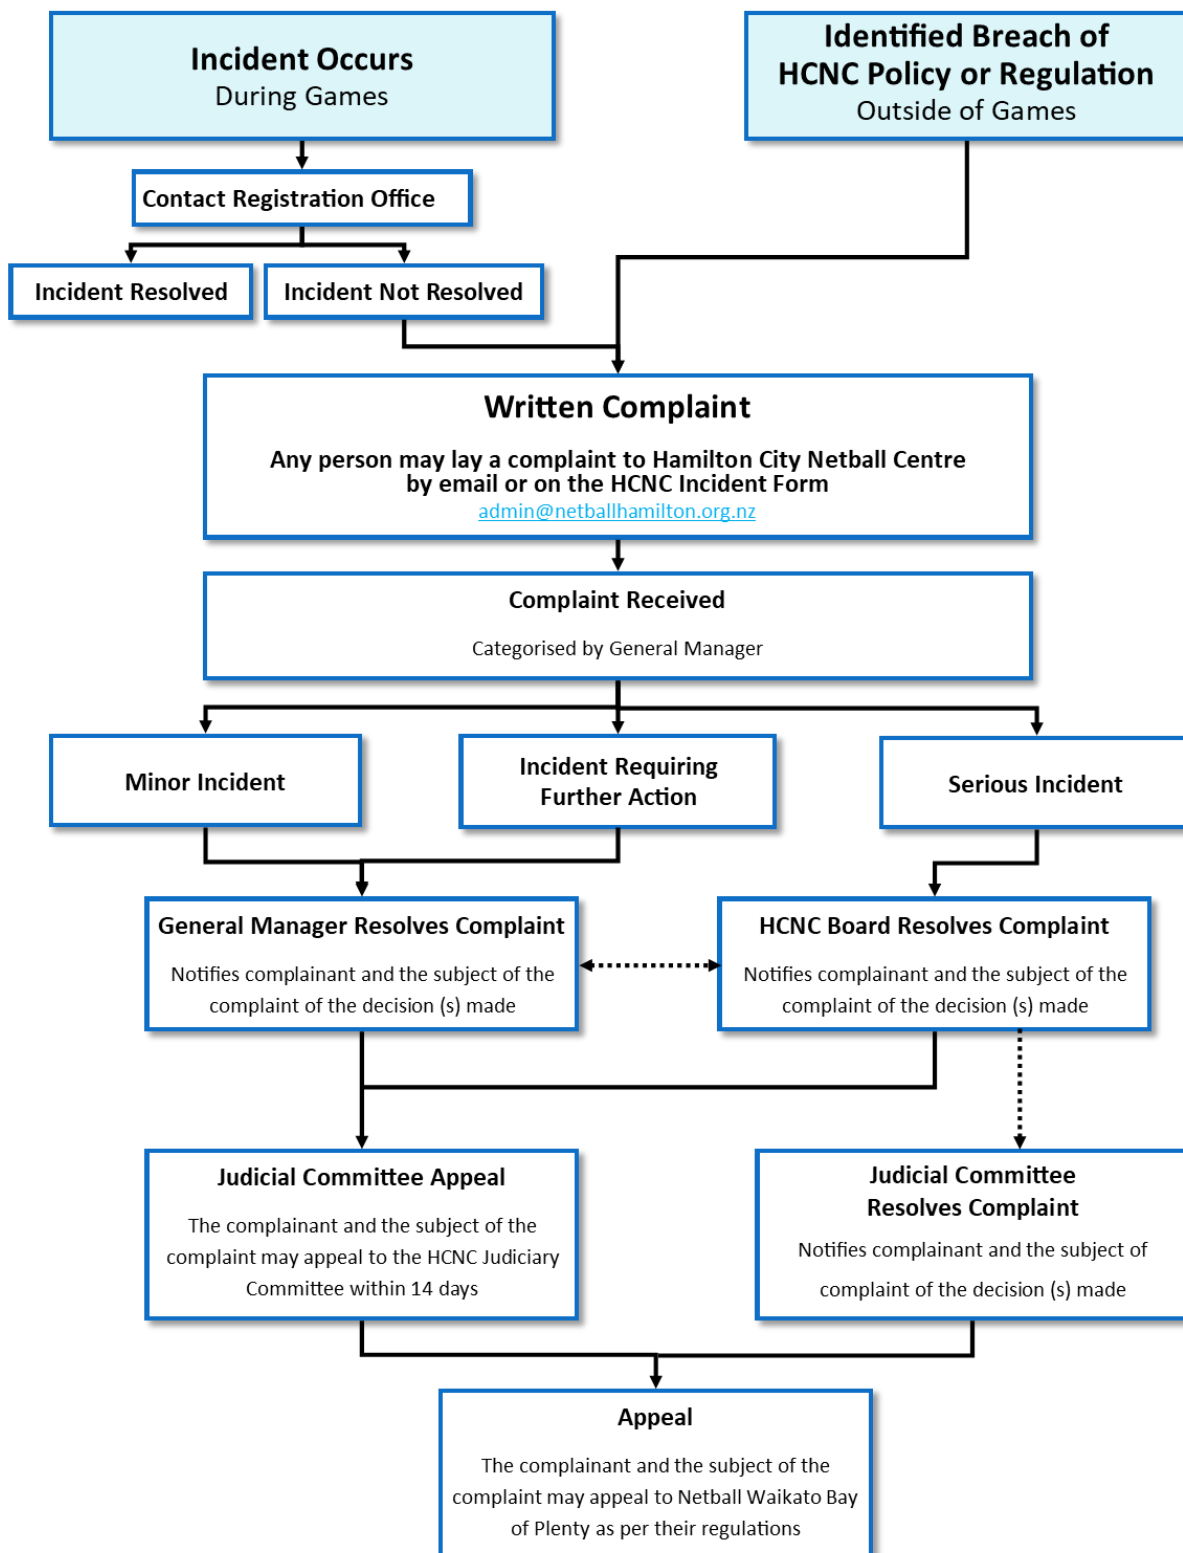 Incident Occurs
During Games
Identified Breach of
HCNC Policy or Regulation
Outside of Games
Contact Registration Office
Incident Resolved
Incident Not Resolved
Written Complaint
Any person may lay a complaint to Hamilton City Netball Centre
by email or on the HCNC Incident Form
admin@netballhamilton.org.nz
Complaint Received
Categorised by General Manager
Minor Incident
Incident Requiring
Further Action
Serious Incident
General Manager Resolves Complaint
Notifies complainant and the subject of the
complaint of the decision (s) made
HCNC Board Resolves Complaint
Notifies complainant and the subject of the
complaint of the decision (s) made
Judicial Committee Appeal
The complainant and the subject of the
complaint may appeal to the HCNC Judiciary
Committee within 14 days
Judicial Committee
Resolves Complaint
Notifies complainant and the subject of
complaint of the decision (s) made
Appeal
The complainant and the subject of the
complaint may appeal to Netball Waikato Bay
of Plenty as per their regulations